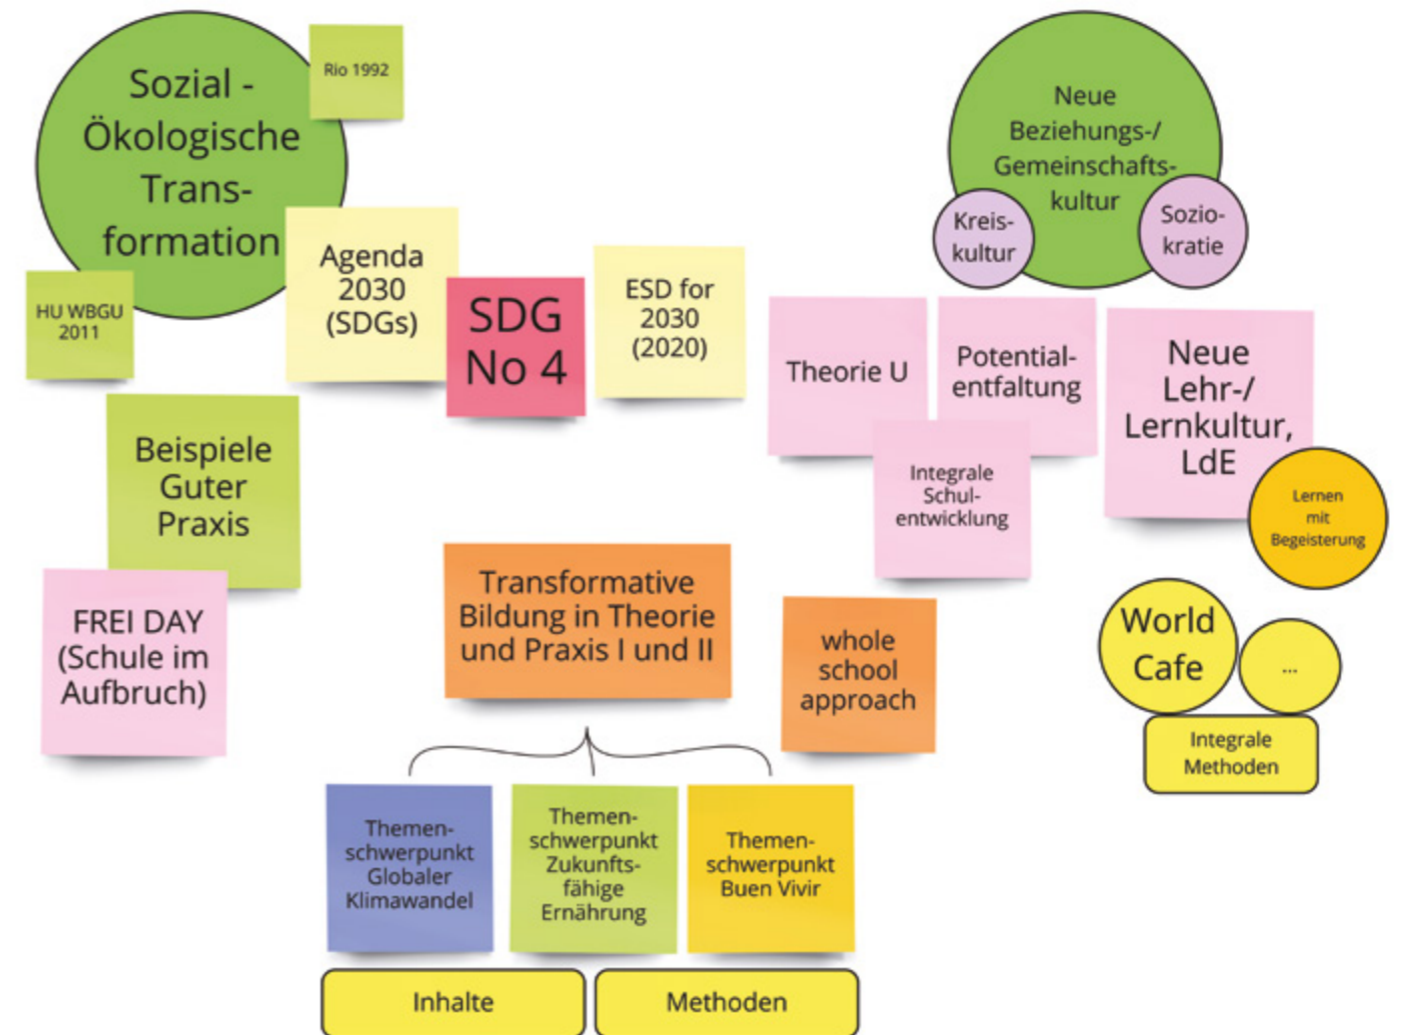 Sozial -
Ökologische
Trans-
formation
Rio 1992
HU WBGU
2011
Agenda
2030
(SDGs)
SDG
No 4
ESD for
2030
(2020)
Beispiele
Guter
Praxis
FREI DAY
(Schule im
Aufbruch)
Neue
Beziehungs-/
Gemeinschafts-
kultur
Kreis-
kultur
Sozio-
kratie
Theorie U
Potential-
entfaltung
Integrale
Schul-
entwicklung
Neue
Lehr-/
Lernkultur,
LdE
Lernen
mit
Begeisterung
World
Cafe
...
Integrale
Methoden
Transformative
Bildung in Theorie
und Praxis I und II
whole
school
approach
Themen-
schwerpunkt
Globaler
Klimawandel
Themen-
schwerpunkt
Zukunfts-
fähige
Ernährung
Themen-
schwerpunkt
Buen Vivir
Inhalte
Methoden